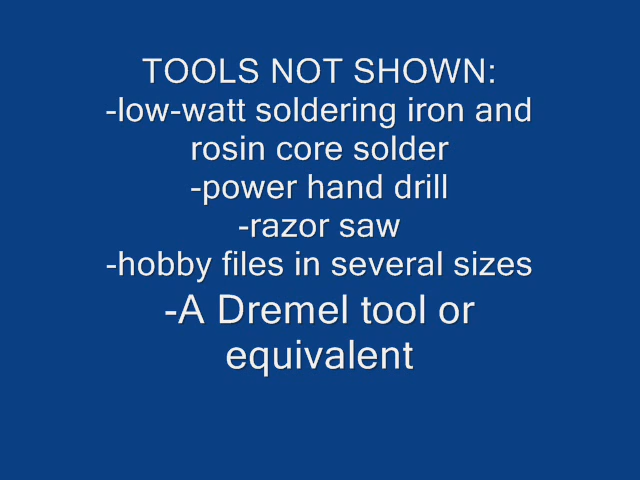 TOOLS NOT SHOWN:
-low-watt soldering iron and
rosin core solder
-power hand drill
-razor saw
-hobby files in several sizes
-A Dremel tool or
equivalent